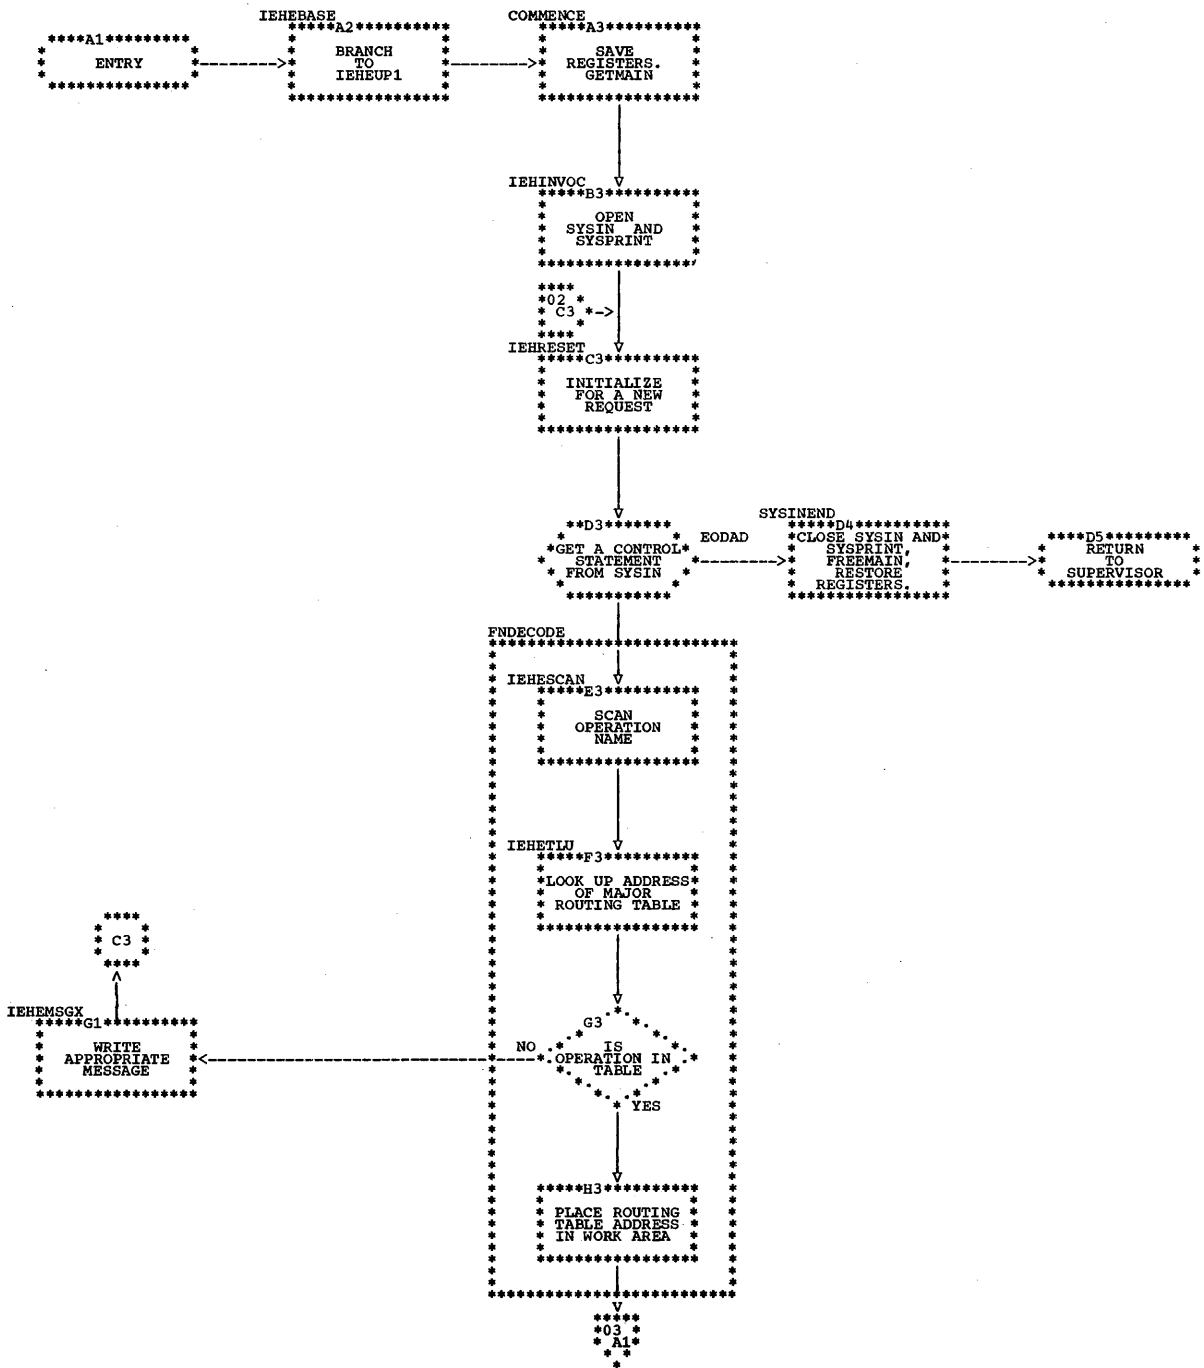 IEHEBASE
A2
BRANCH
TO
IEHEUP1
COMMENCE
A3
SAVE
REGISTERS.
GETMAIN
A1
ENTRY
IEHINVOC
B3
OPEN
SYSIN AND
SYSPRINT
02
C3
IEHRESET
C3
INITIALIZE
FOR A NEW
REQUEST
D3
GET A CONTROL
STATEMENT
FROM SYSIN
EODAD
SYSINEND
D4
CLOSE SYSIN AND
SYSPRINT,
FREEMAIN,
RESTORE
REGISTERS.
D5
RETURN
TO
SUPERVISOR
FNDECODE
IEHESCAN
E3
SCAN
OPERATION
NAME
IEHETLU
F3
LOOK UP ADDRESS
OF MAJOR
ROUTING TABLE
C3
IEHEMSGX
G1
WRITE
APPROPRIATE
MESSAGE
NO
G3
IS
OPERATION IN
TABLE
YES
H3
PLACE ROUTING
TABLE ADDRESS
IN WORK AREA
03
A1